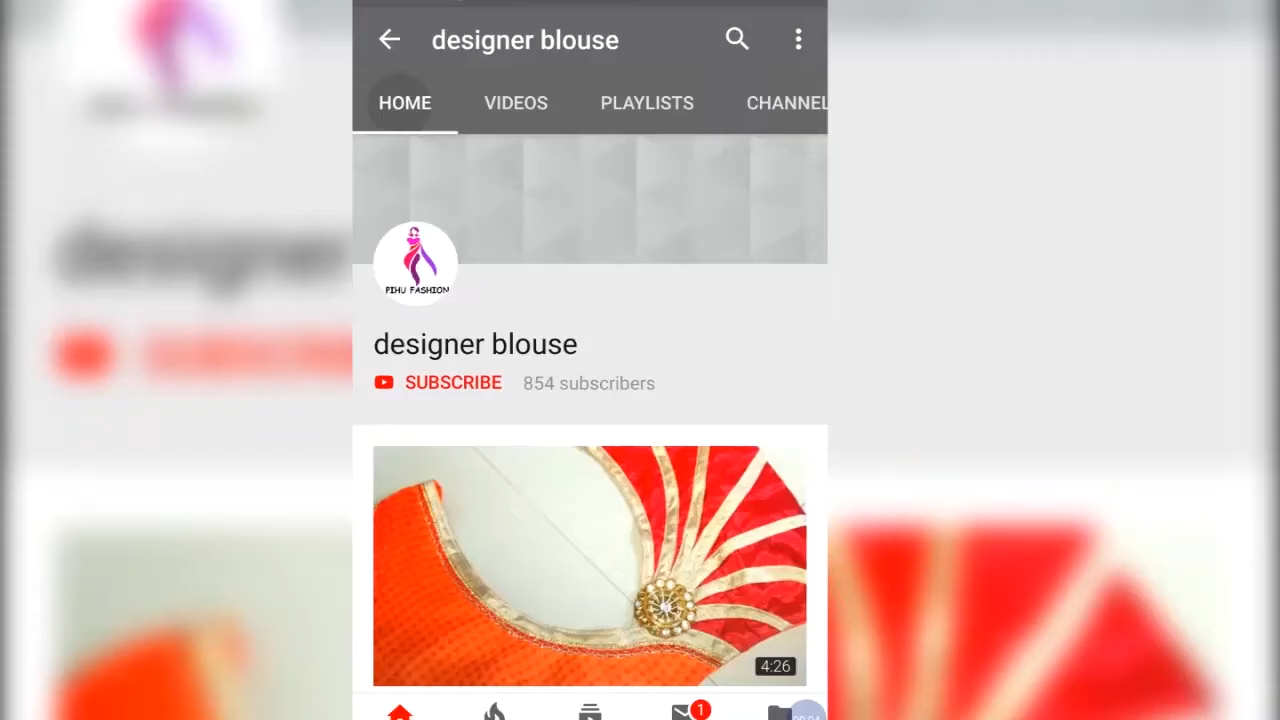 designer blouse
HOME VIDEOS PLAYLISTS CHANNEL
PIHU FASHION
designer blouse
SUBSCRIBE 854 subscribers
4:26
1